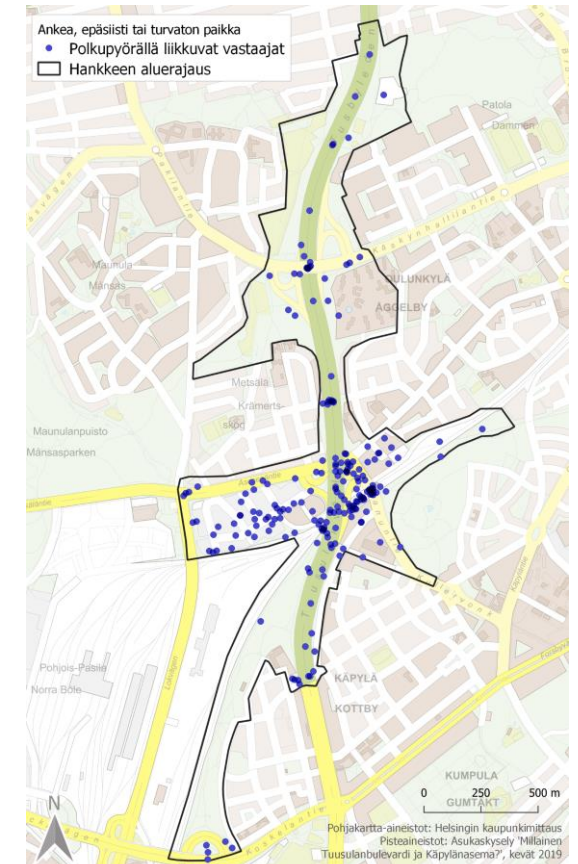 Ankea, epäsiisti tai turvaton paikka
Polkupyörällä liikkuvat vastaajat
Hankkeen aluerajaus
Patola
Dammen
Maunula
Månsas
OULUNKYLÄ
ÅGGELBY
Metsälä
Krämerts-
skog
Maunulanpuisto
Månsasparken
Pohjois-Pasila
Norra Böle
KÄPYLÄ
KOTTBY
KUMPULA
GUMTÄKT
0 250 500 m
N
Pohjakartta-aineistot: Helsingin kaupunkimittaus
Pisteaineistot: Asukaskysely 'Millainen
Tuusulanbulevardi ja Käpylänasema?', kevät 2019